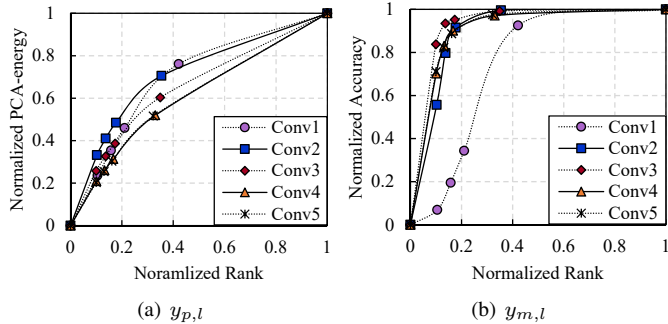 Normalized PCA-energy
1
0.8
0.6
0.4
0.2
0
0 0.2 0.4 0.6 0.8 1
Conv1
Conv2
Conv3
Conv4
Conv5
Noramlized Rank
(a) y_{p,l}
Normalized Accuracy
1
0.8
0.6
0.4
0.2
0
0 0.2 0.4 0.6 0.8 1
Conv1
Conv2
Conv3
Conv4
Conv5
Normalized Rank
(b) y_{m,l}